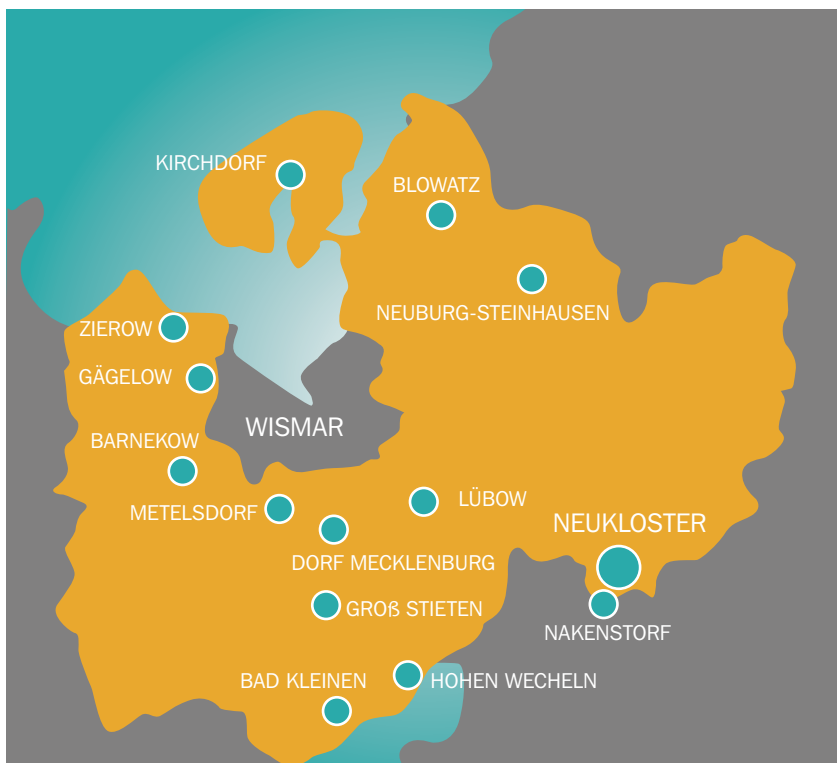 KIRCHDORF
BLOWATZ
NEUBURG-STEINHAUSEN
ZIEROW
GÄGELOW
WISMAR
BARNEKOW
LÜBOW
METELSDORF
NEUKLOSTER
DORF MECKLENBURG
GROß STIETEN
NAKENSTORF
BAD KLEINEN
HOHEN WECHELN